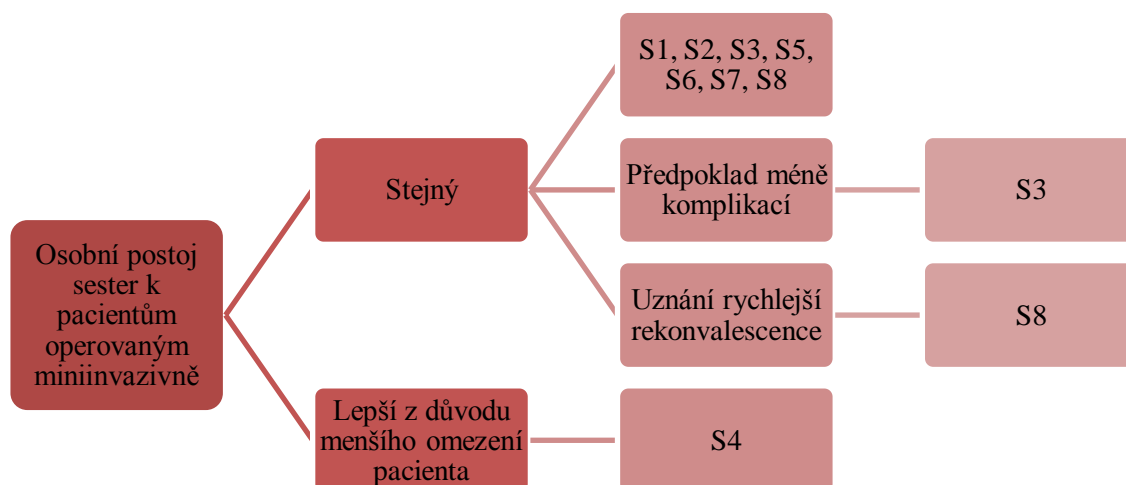 Osobní postoj
sester k
pacientům
operovaným
miniinvazivně
Stejný
S1, S2, S3, S5,
S6, S7, S8
Předpoklad méně
komplikací
S3
Uznání rychlejší
rekonvalescence
S8
Lepší z důvodu
menšího omezení
pacienta
S4